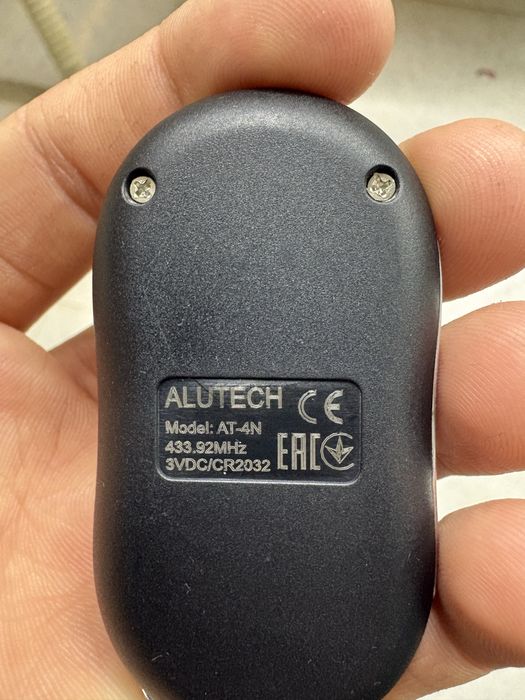 ALUTECH CE
Model: AT-4N
433.92MHz
3VDC/CR2032 EAC